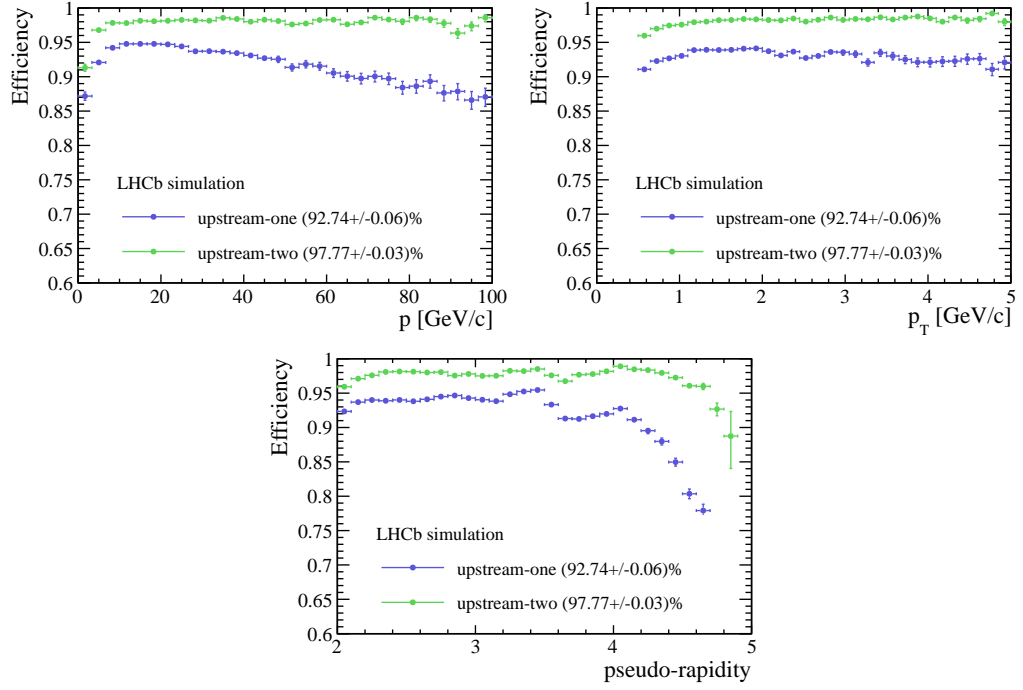 Efficiency
1
0.95
0.9
0.85
0.8
0.75
0.7
0.65
0.6
LHCb simulation
upstream-one (92.74+/-0.06)%
upstream-two (97.77+/-0.03)%
0 20 40 60 80 100
p [GeV/c]
Efficiency
1
0.95
0.9
0.85
0.8
0.75
0.7
0.65
0.6
LHCb simulation
upstream-one (92.74+/-0.06)%
upstream-two (97.77+/-0.03)%
0 1 2 3 4 5
p_T [GeV/c]
Efficiency
1
0.95
0.9
0.85
0.8
0.75
0.7
0.65
0.6
LHCb simulation
upstream-one (92.74+/-0.06)%
upstream-two (97.77+/-0.03)%
2 3 4 5
pseudo-rapidity